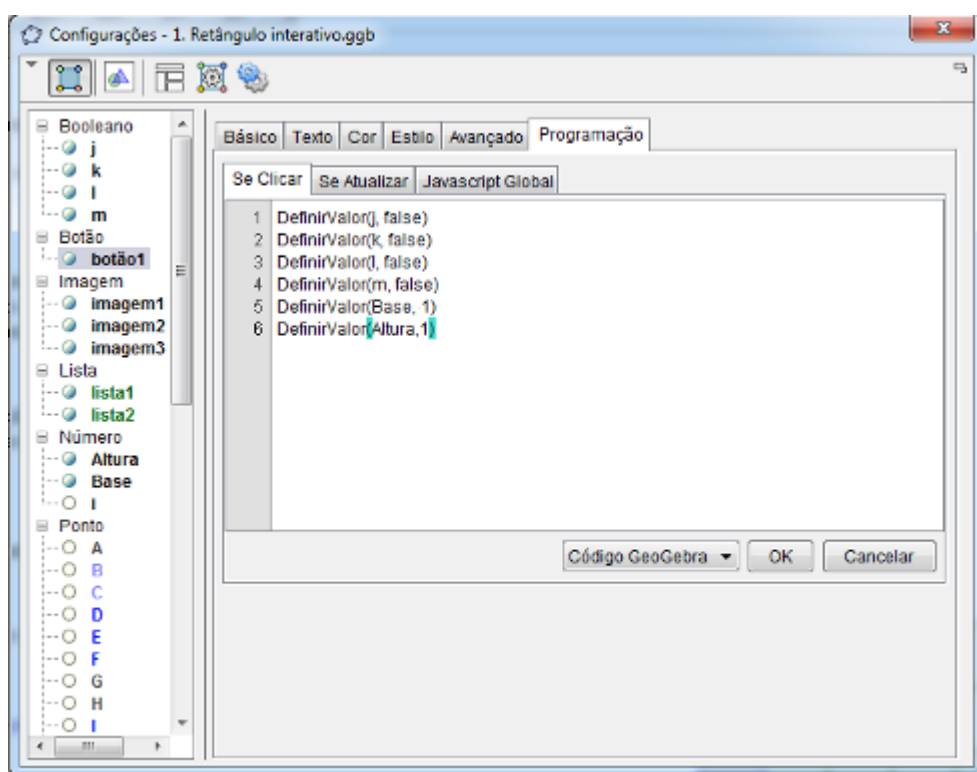 Configurações - 1. Retângulo interativo.ggb
Booleano
j
k
l
m
Botão
botão1
Imagem
imagem1
imagem2
imagem3
Lista
lista1
lista2
Número
Altura
Base
i
Ponto
A
B
C
D
E
F
G
H
I
Básico Texto Cor Estilo Avançado Programação
Se Clicar Se Atualizar Javascript Global
1 DefinirValor(j, false)
2 DefinirValor(k, false)
3 DefinirValor(l, false)
4 DefinirValor(m, false)
5 DefinirValor(Base, 1)
6 DefinirValor(Altura,1)
Código GeoGebra OK Cancelar